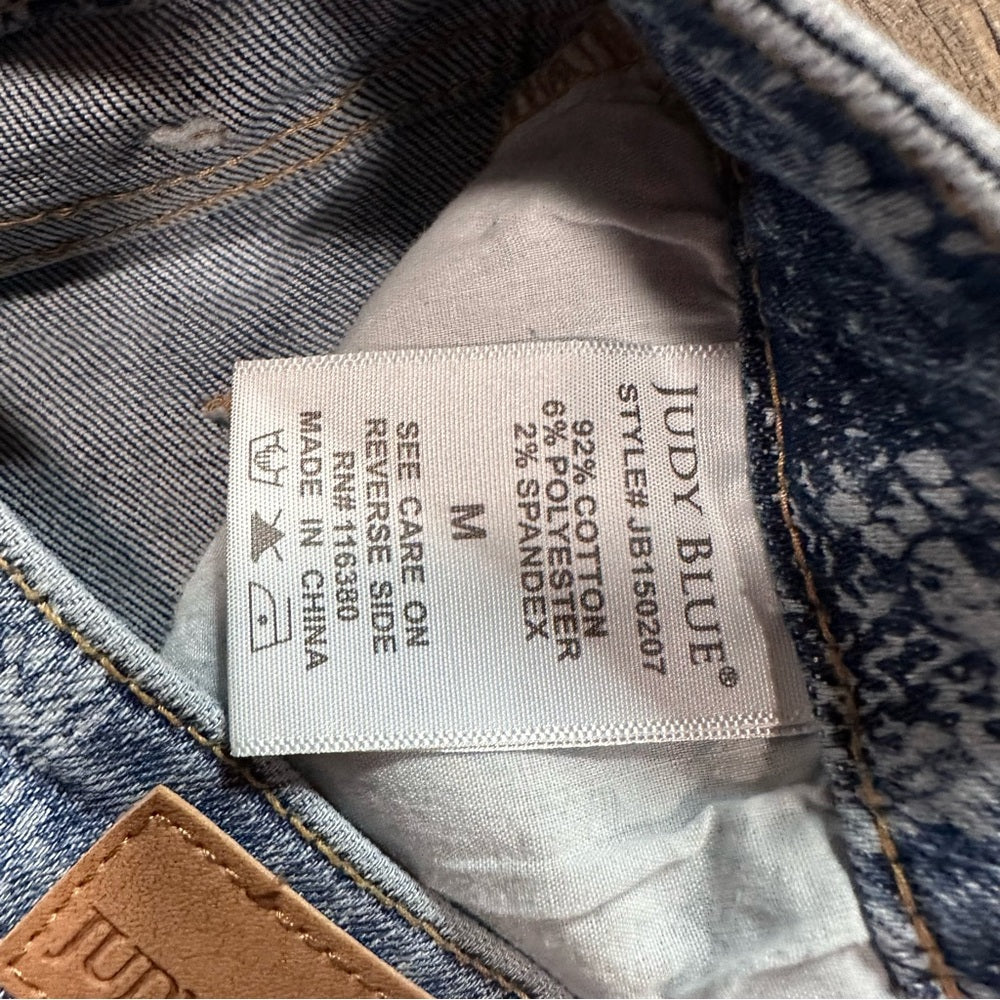 JUDY BLUE®
STYLE# JB150207
92% COTTON
6% POLYESTER
2% SPANDEX
M
SEE CARE ON
REVERSE SIDE
RN# 116380
MADE IN CHINA
JUDY